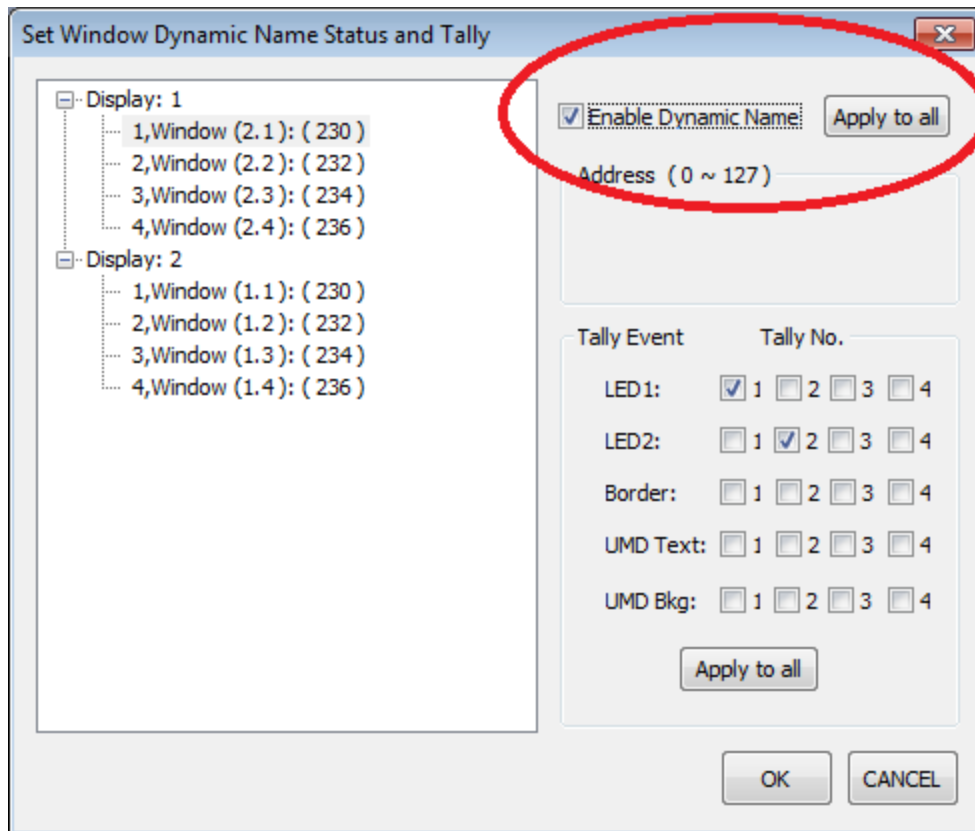 Set Window Dynamic Name Status and Tally
Display: 1
1,Window (2.1): ( 230 )
2,Window (2.2): ( 232 )
3,Window (2.3): ( 234 )
4,Window (2.4): ( 236 )
Display: 2
1,Window (1.1): ( 230 )
2,Window (1.2): ( 232 )
3,Window (1.3): ( 234 )
4,Window (1.4): ( 236 )
Enable Dynamic Name Apply to all
Address ( 0 ~ 127 )
Tally Event Tally No.
LED1: 1 2 3 4
LED2: 1 2 3 4
Border: 1 2 3 4
UMD Text: 1 2 3 4
UMD Bkg: 1 2 3 4
Apply to all
OK CANCEL